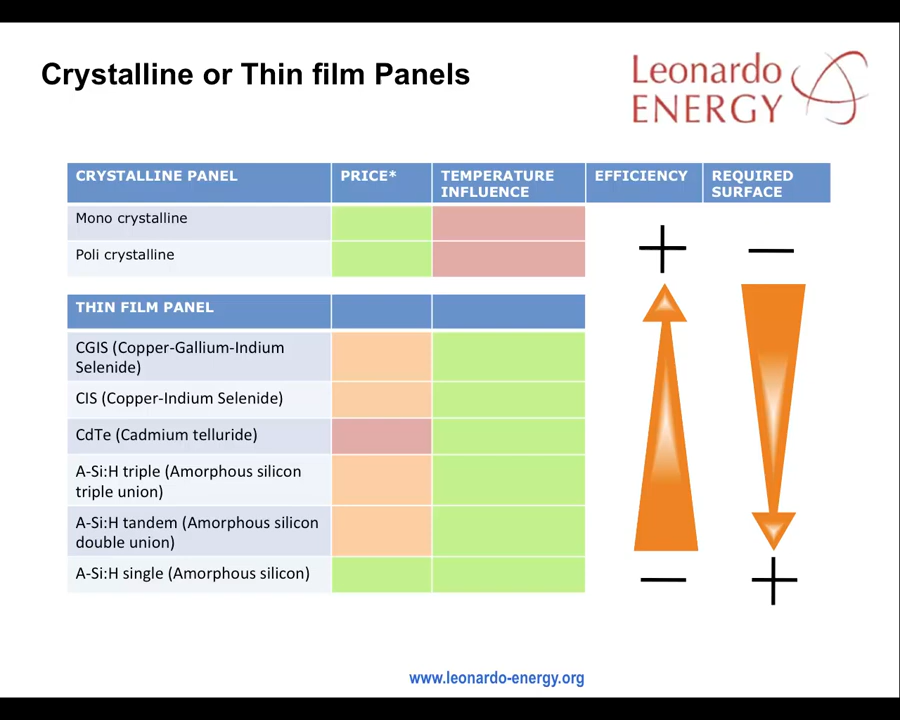 Crystalline or Thin film Panels
Leonardo
ENERGY
CRYSTALLINE PANEL
PRICE*
TEMPERATURE
INFLUENCE
EFFICIENCY
REQUIRED
SURFACE
Mono crystalline
Poli crystalline
+
—
THIN FILM PANEL
CGIS (Copper-Gallium-Indium
Selenide)
CIS (Copper-Indium Selenide)
CdTe (Cadmium telluride)
A-Si:H triple (Amorphous silicon
triple union)
A-Si:H tandem (Amorphous silicon
double union)
A-Si:H single (Amorphous silicon)
—
+
www.leonardo-energy.org